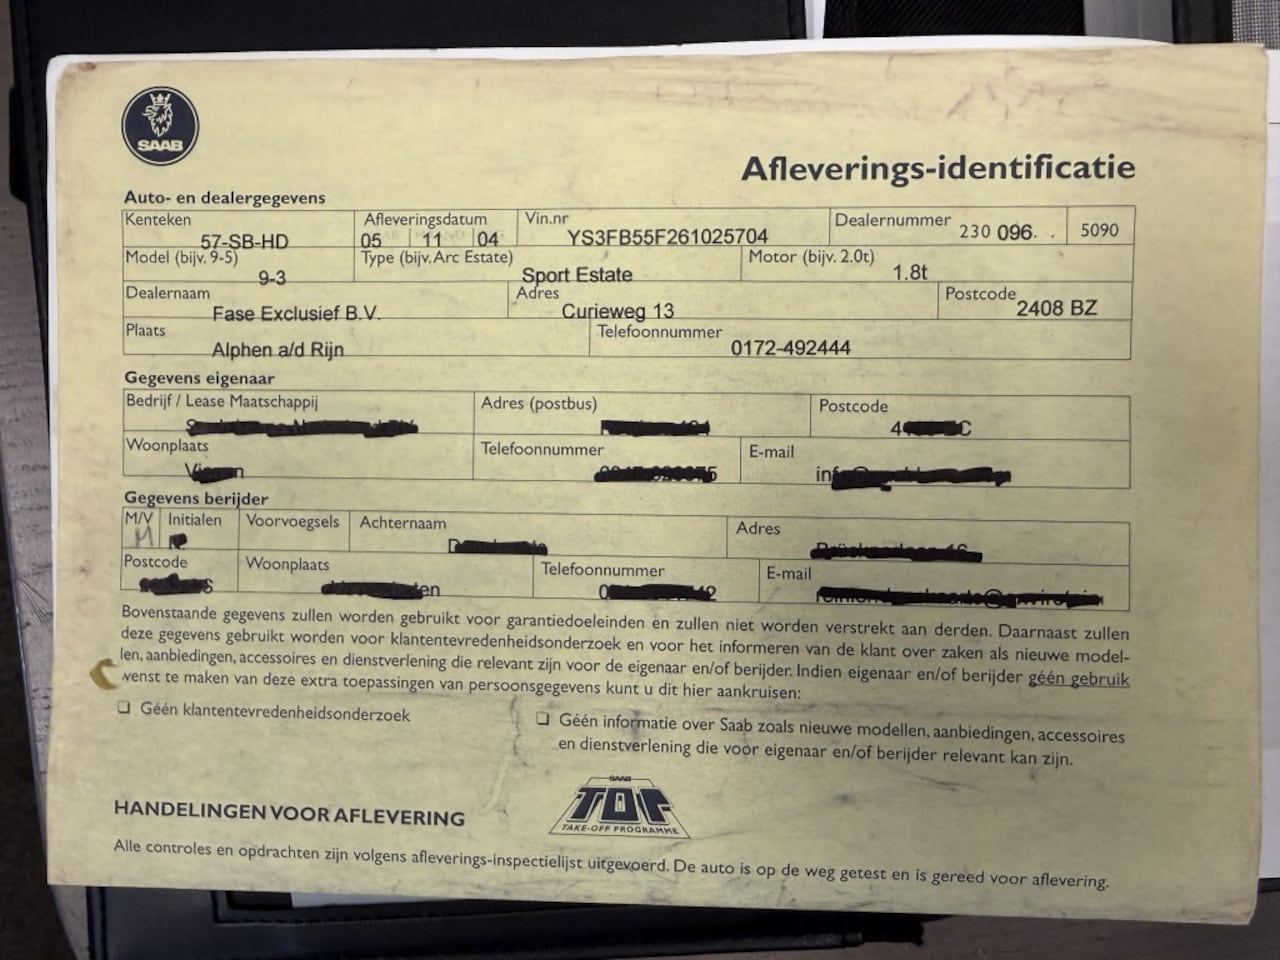 SAAB
Afleverings-identificatie
Auto- en dealergegevens
Kenteken Afleveringsdatum Vin.nr Dealernummer 230 096. . 5090
57-SB-HD 05 11 04 YS3FB55F261025704
Model (bijv. 9-5) Type (bijv. Arc Estate) Motor (bijv. 2.0t)
9-3 Sport Estate 1.8t
Dealernaam Adres Postcode
Fase Exclusief B.V. Curieweg 13 2408 BZ
Plaats Telefoonnummer
Alphen a/d Rijn 0172-492444
Gegevens eigenaar
Bedrijf / Lease Maatschappij Adres (postbus) Postcode
Woonplaats Telefoonnummer E-mail
Gegevens berijder
M/V Initialen Voorvoegsels Achternaam Adres
M
Postcode Woonplaats Telefoonnummer E-mail
Bovenstaande gegevens zullen worden gebruikt voor garantiedoeleinden en zullen niet worden verstrekt aan derden. Daarnaast zullen
deze gegevens gebruikt worden voor klantentevredenheidsonderzoek en voor het informeren van de klant over zaken als nieuwe model-
len, aanbiedingen, accessoires en dienstverlening die relevant zijn voor de eigenaar en/of berijder. Indien eigenaar en/of berijder géén gebruik
wenst te maken van deze extra toepassingen van persoonsgegevens kunt u dit hier aankruisen:
❏ Géén klantentevredenheidsonderzoek
❏ Géén informatie over Saab zoals nieuwe modellen, aanbiedingen, accessoires
en dienstverlening die voor eigenaar en/of berijder relevant kan zijn.
SAAB
TOP
TAKE-OFF PROGRAMME
HANDELINGEN VOOR AFLEVERING
Alle controles en opdrachten zijn volgens afleverings-inspectielijst uitgevoerd. De auto is op de weg getest en is gereed voor aflevering.